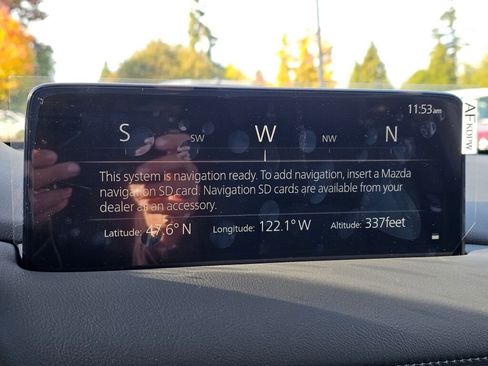 11:53am
S SW W NW N
This system is navigation ready. To add navigation, insert a Mazda
navigation SD card. Navigation SD cards are available from your
dealer as an accessory.
Latitude: 47.6° N Longitude: 122.1° W Altitude: 337feet